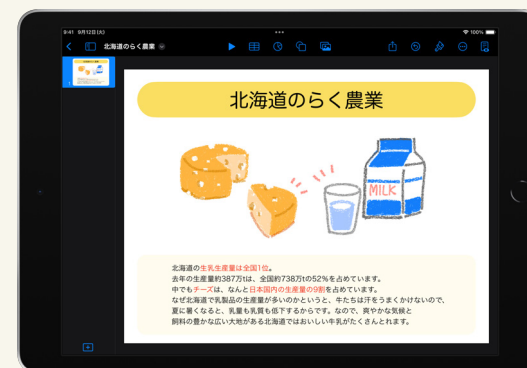 9:41 9月12日(火)
100%
北海道のらく農業
1
北海道のらく農業
MILK
北海道の生乳生産量は全国1位。
去年の生産量約387万tは、全国約738万tの52%を占めています。
中でもチーズは、なんと日本国内の生産量の9割を占めています。
なぜ北海道で乳製品の生産量が多いのかというと、牛たちは汗をうまくかけないので、
夏に暑くなると、乳量も乳質も低下するからです。なので、爽やかな気候と
飼料の豊かな広い大地がある北海道ではおいしい牛乳がたくさんとれます。